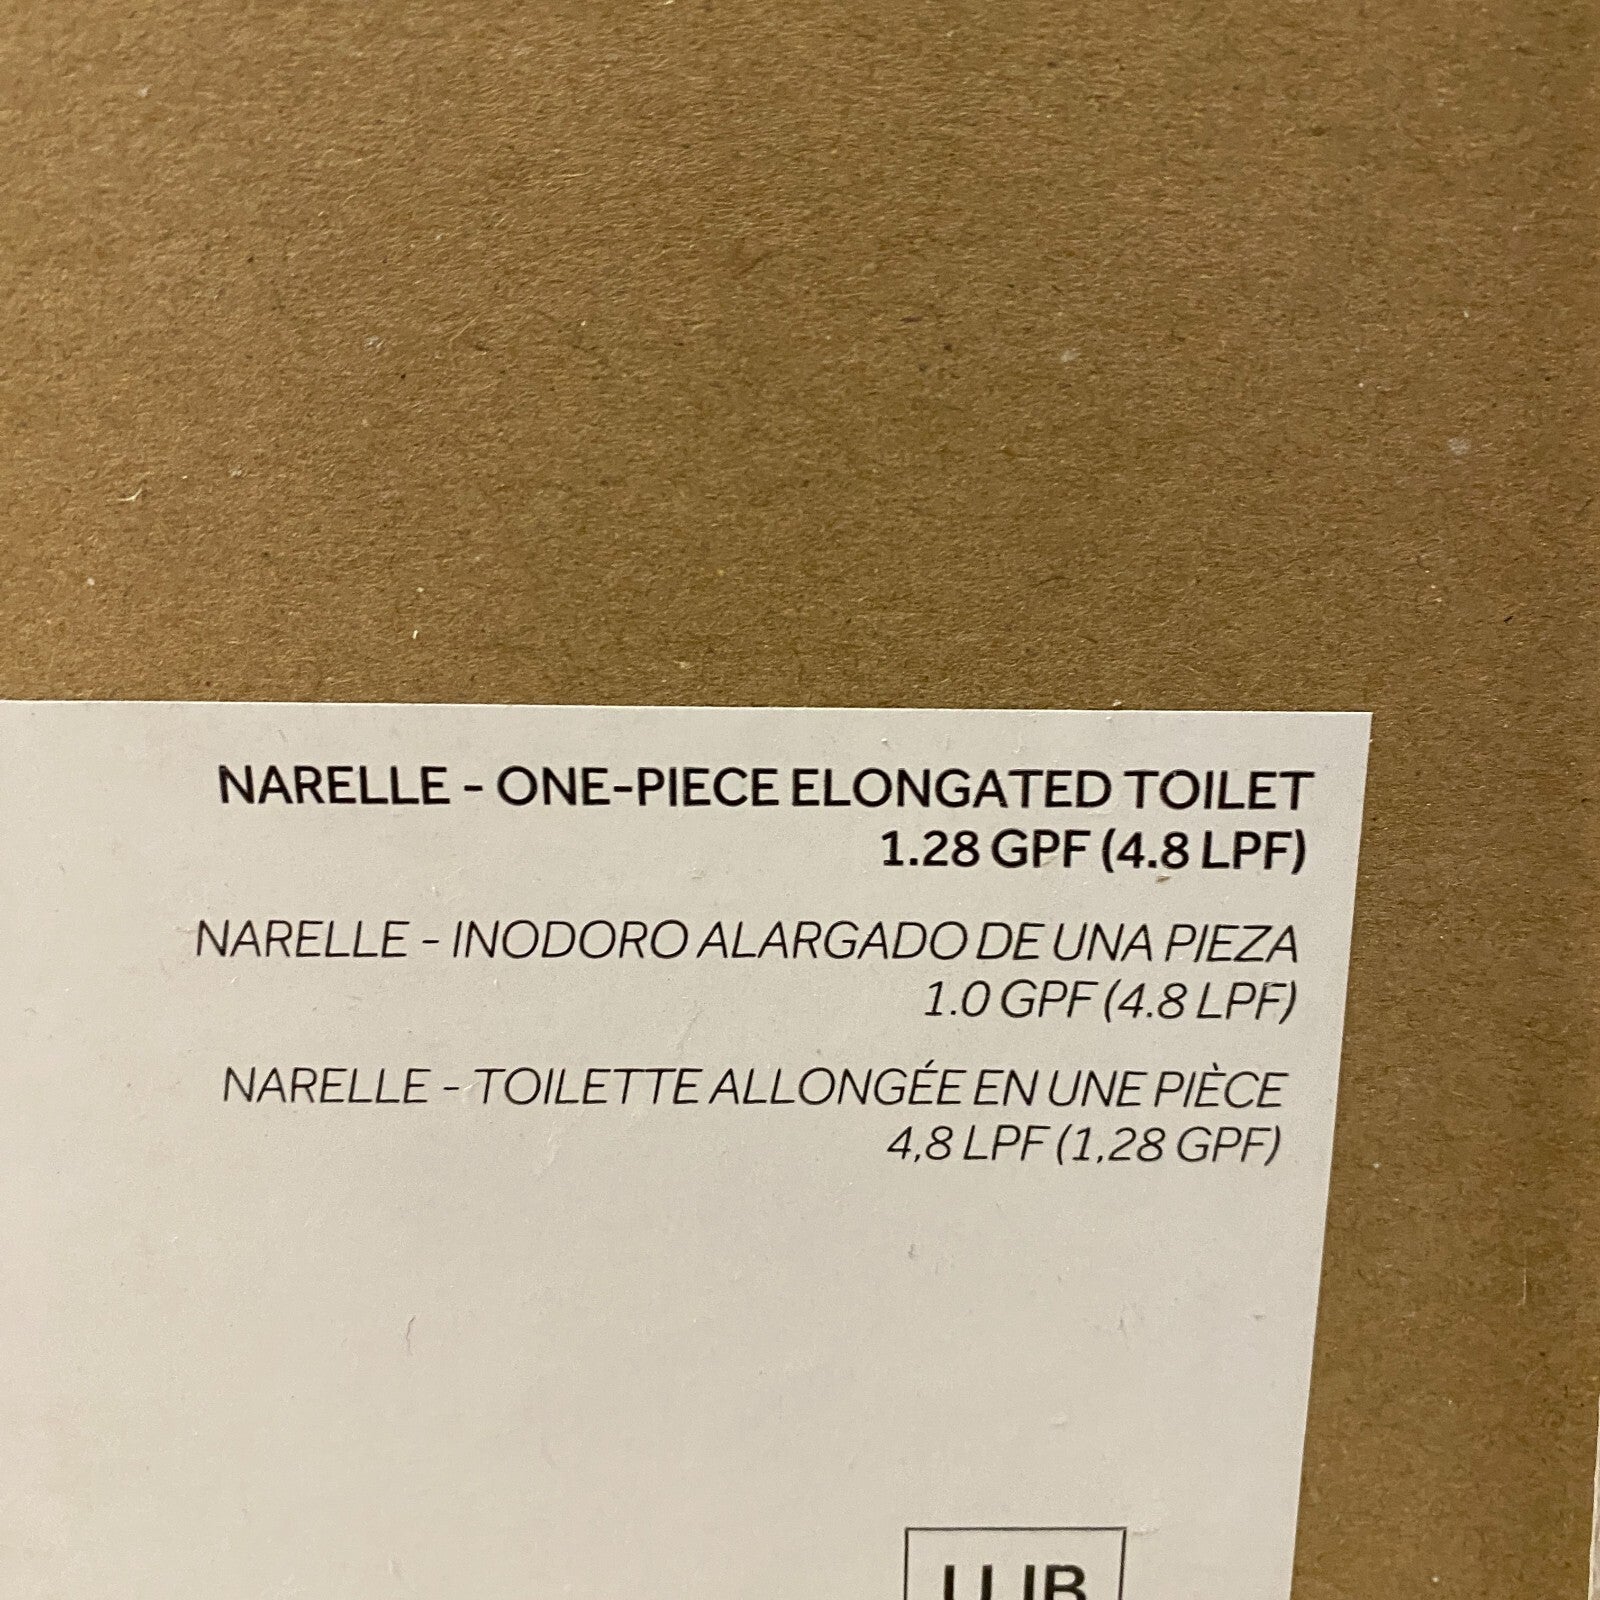 NARELLE - ONE-PIECE ELONGATED TOILET
1.28 GPF (4.8 LPF)
NARELLE - INODORO ALARGADO DE UNA PIEZA
1.0 GPF (4.8 LPF)
NARELLE - TOILETTE ALLONGÉE EN UNE PIÈCE
4,8 LPF (1,28 GPF)